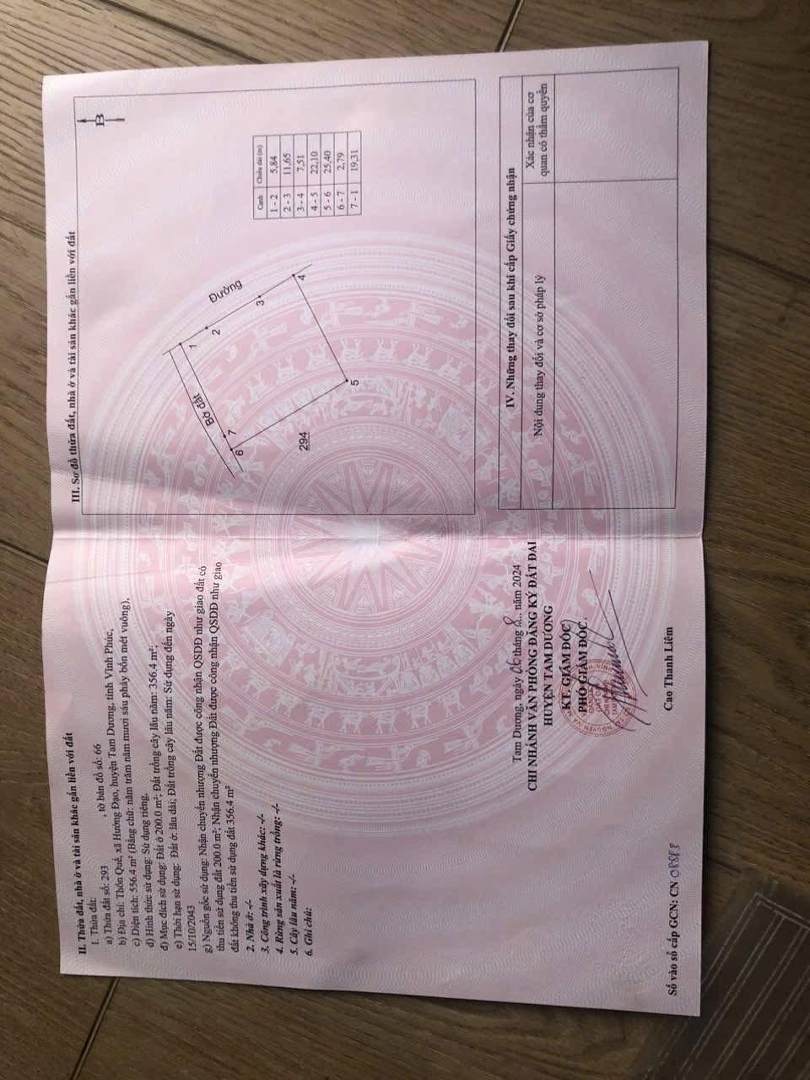 II. Thửa đất, nhà ở và tài sản khác gắn liền với đất
1. Thửa đất:
a) Thửa đất số: 293 , tờ bản đồ số: 66
b) Địa chỉ: Thôn Quế, xã Hướng Đạo, huyện Tam Dương, tỉnh Vĩnh Phúc,
c) Diện tích: 556.4 m² (Bằng chữ: năm trăm năm mươi sáu phẩy bốn mét vuông),
d) Hình thức sử dụng: Sử dụng riêng,
đ) Mục đích sử dụng: Đất ở 200.0 m²; Đất trồng cây lâu năm: 356.4 m²;
e) Thời hạn sử dụng: Đất ở: lâu dài; Đất trồng cây lâu năm: Sử dụng đến ngày
15/10/2043
g) Nguồn gốc sử dụng: Nhận chuyển nhượng Đất được công nhận QSDĐ như giao đất có
thu tiền sử dụng đất 200.0 m²; Nhận chuyển nhượng Đất được công nhận QSDĐ như giao
đất không thu tiền sử dụng đất 356.4 m²
2. Nhà ở: -/-
3. Công trình xây dựng khác: -/-
4. Rừng sản xuất là rừng trồng: -/-
5. Cây lâu năm: -/-
6. Ghi chú:
Tam Dương, ngày tháng 8 năm 2024
CHI NHÁNH VĂN PHÒNG ĐĂNG KÝ ĐẤT ĐAI
HUYỆN TAM DƯƠNG
KT. GIÁM ĐỐC
PHÓ GIÁM ĐỐC
Cao Thanh Liêm
Số vào sổ cấp GCN: CN
III. Sơ đồ thửa đất, nhà ở và tài sản khác gắn liền với đất
B
Đường
Bờ đất
1
2
3
4
5
6
7
294
Cạnh Chiều dài (m)
1 - 2 5,84
2 - 3 11,65
3 - 4 7,51
4 - 5 22,10
5 - 6 25,40
6 - 7 2,79
7 - 1 19,31
IV. Những thay đổi sau khi cấp Giấy chứng nhận
Nội dung thay đổi và cơ sở pháp lý
Xác nhận của cơ
quan có thẩm quyền